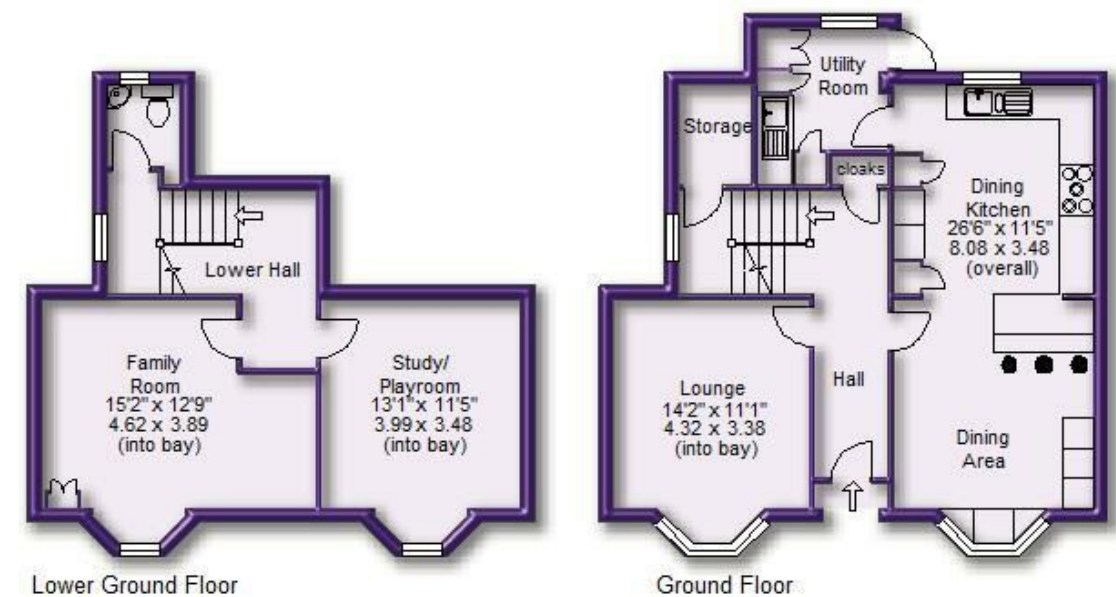 Lower Hall
Family
Room
15'2" x 12'9"
4.62 x 3.89
(into bay)
Study/
Playroom
13'1" x 11'5"
3.99 x 3.48
(into bay)
Lower Ground Floor
Utility
Room
Storage
cloaks
Dining
Kitchen
26'6" x 11'5"
8.08 x 3.48
(overall)
Lounge
14'2" x 11'1"
4.32 x 3.38
(into bay)
Hall
Dining
Area
Ground Floor